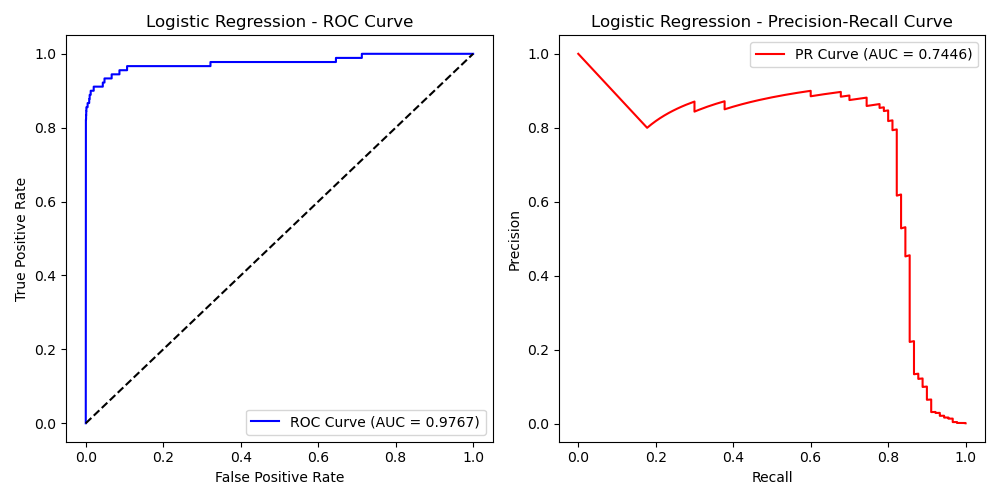 Logistic Regression - ROC Curve
1.0
0.8
0.6
0.4
0.2
0.0
True Positive Rate
ROC Curve (AUC = 0.9767)
0.0 0.2 0.4 0.6 0.8 1.0
False Positive Rate
Logistic Regression - Precision-Recall Curve
PR Curve (AUC = 0.7446)
1.0
0.8
0.6
0.4
0.2
0.0
Precision
0.0 0.2 0.4 0.6 0.8 1.0
Recall